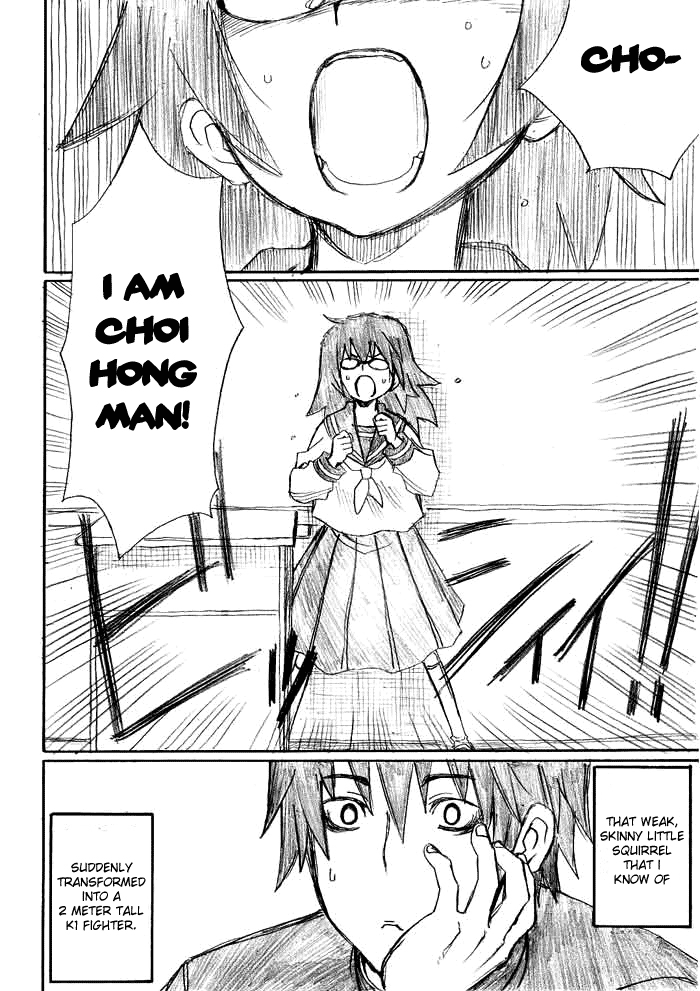 CHO-
I AM
CHOI
HONG
MAN!
THAT WEAK,
SKINNY LITTLE
SQUIRREL
THAT I
KNOW OF
SUDDENLY
TRANSFORMED
INTO A
2 METER TALL
K1 FIGHTER.